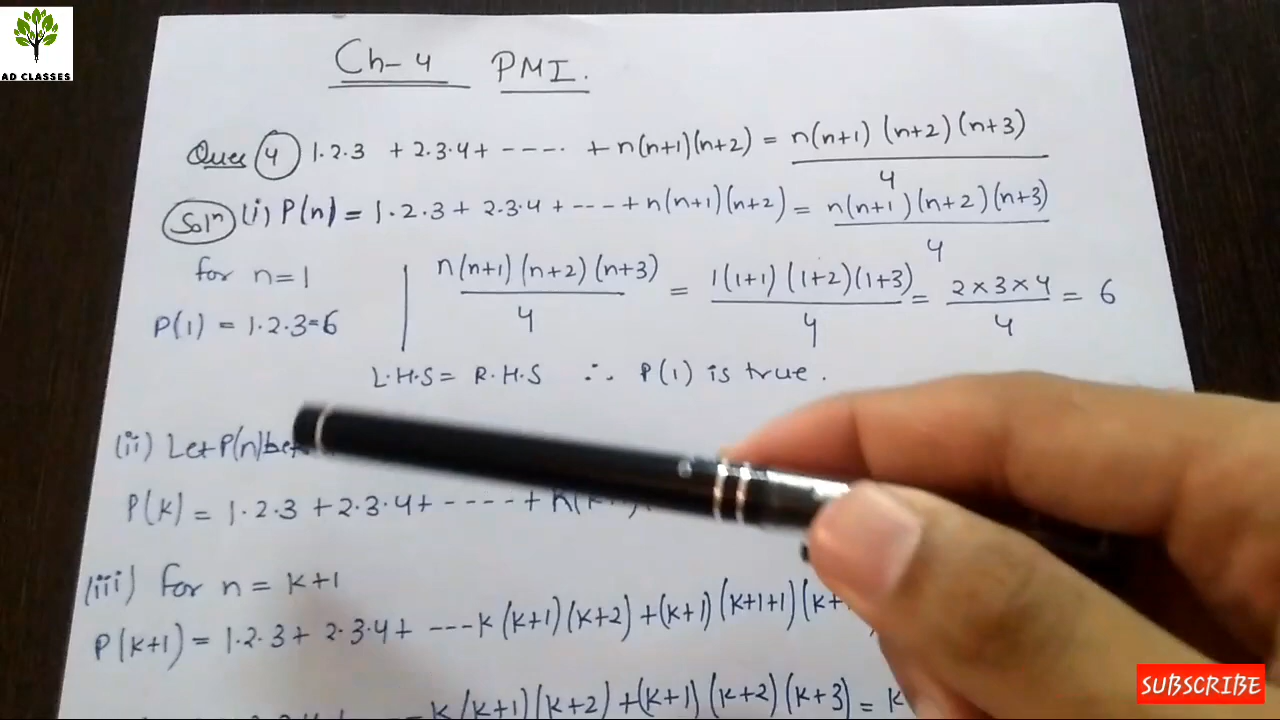 AD CLASSES
Ch-4 PMI.
Ques 4 1.2.3 + 2.3.4 + ---- + n(n+1)(n+2) = n(n+1)(n+2)(n+3)/4
Solⁿ (i) P(n) = 1.2.3 + 2.3.4 + ---- + n(n+1)(n+2) = n(n+1)(n+2)(n+3)/4
for n=1 | n(n+1)(n+2)(n+3)/4 = 1(1+1)(1+2)(1+3)/4 = 2×3×4/4 = 6
P(1) = 1.2.3=6
L.H.S = R.H.S ∴ P(1) is true.
(ii) Let P(n) be
P(k) = 1.2.3 + 2.3.4 + ---- +
(iii) for n = k+1
P(k+1) = 1.2.3 + 2.3.4 + --- k(k+1)(k+2) + (k+1)(k+1+1)(k+
k(k+1)(k+2) + (k+1)(k+2)(k+3) = k
SUBSCRIBE